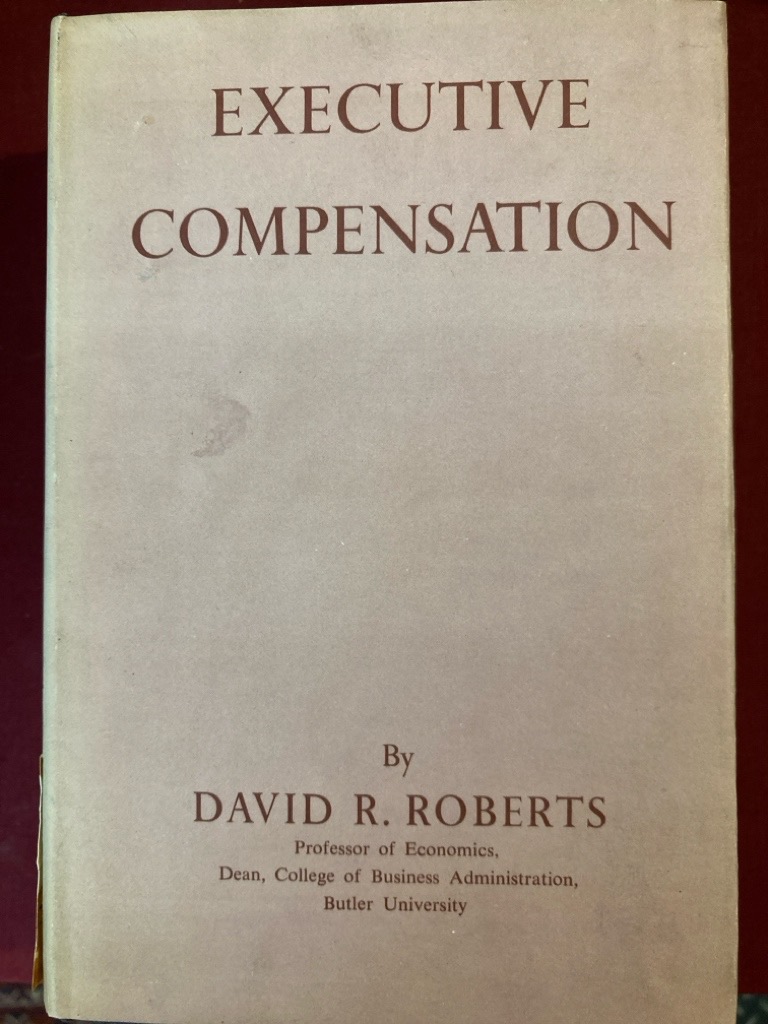 EXECUTIVE
COMPENSATION
By
DAVID R. ROBERTS
Professor of Economics,
Dean, College of Business Administration,
Butler University